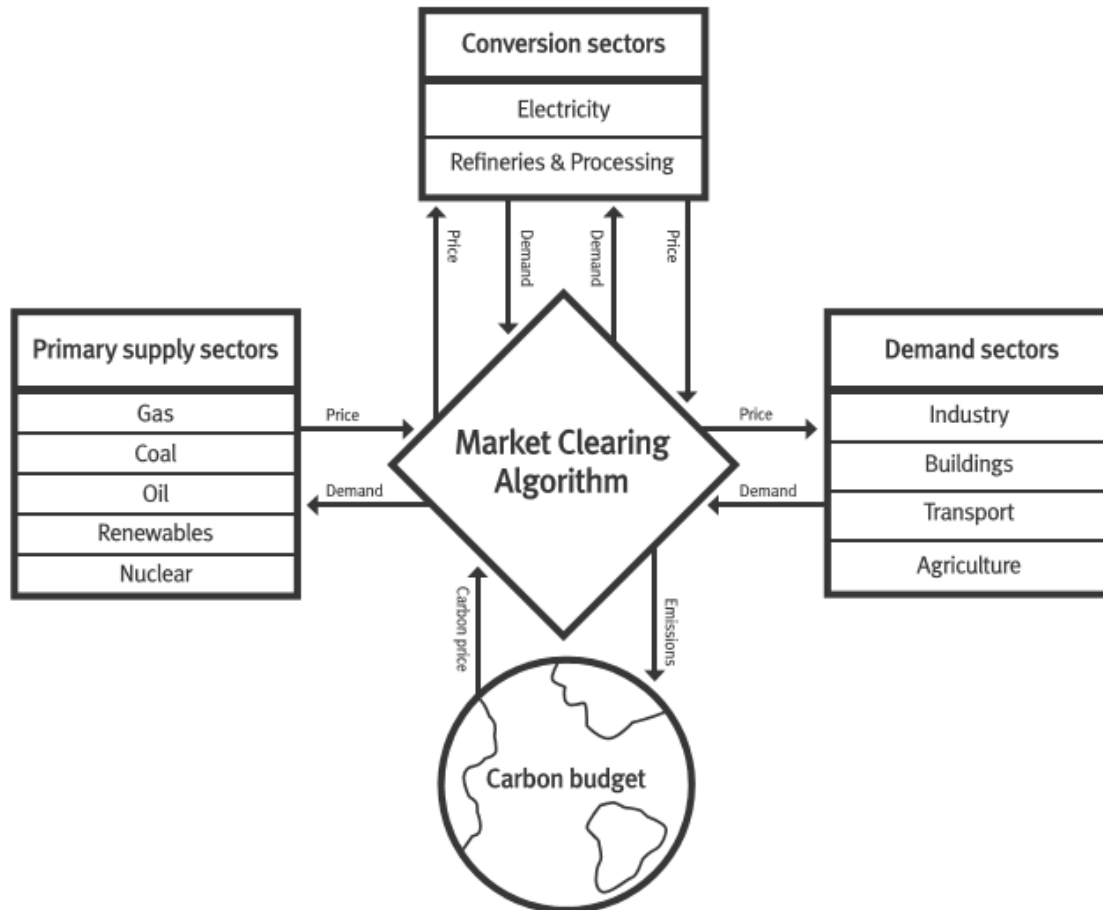 Conversion sectors
Electricity
Refineries & Processing
Price
Demand
Demand
Price
Primary supply sectors
Gas
Coal
Oil
Renewables
Nuclear
Price
Demand
Market Clearing
Algorithm
Price
Demand
Demand sectors
Industry
Buildings
Transport
Agriculture
Carbon price
Emissions
Carbon budget